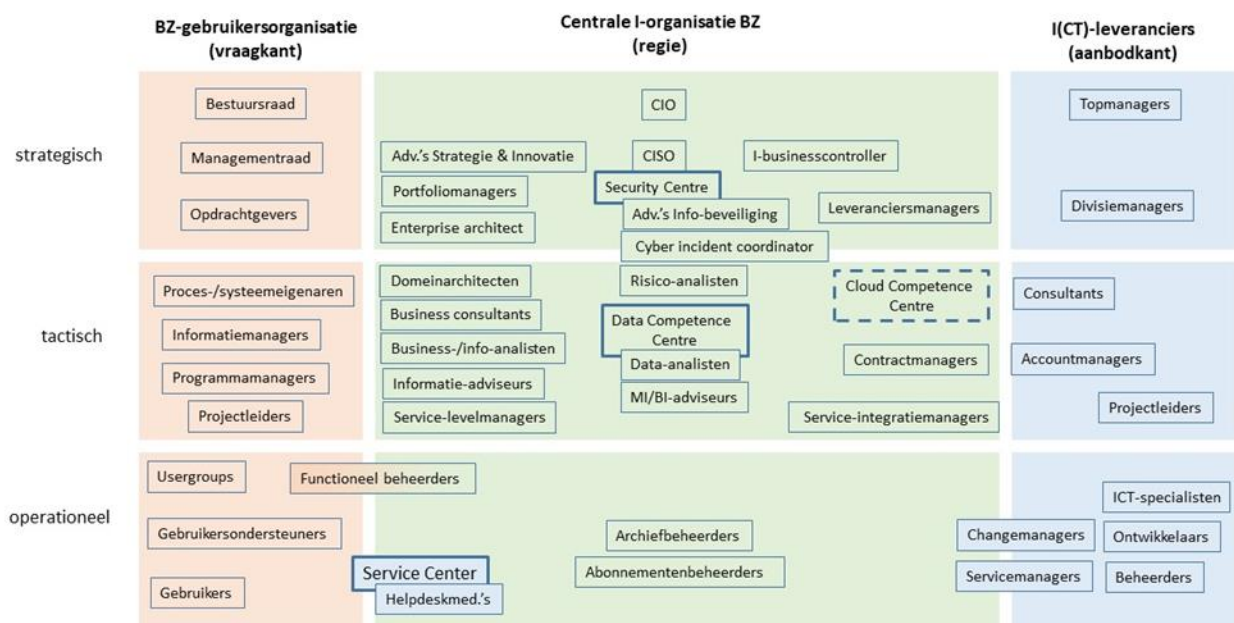 BZ-gebruikersorganisatie
(vraagkant)
Centrale I-organisatie BZ
(regie)
I(CT)-leveranciers
(aanbodkant)
strategisch
Bestuursraad
Managementraad
Opdrachtgevers
CIO
Adv.'s Strategie & Innovatie
CISO
I-businesscontroller
Portfoliomanagers
Security Centre
Adv.'s Info-beveiliging
Leveranciersmanagers
Enterprise architect
Cyber incident coordinator
Topmanagers
Divisiemanagers
tactisch
Proces-/systeemeigenaren
Informatiemanagers
Programmamanagers
Projectleiders
Domeinarchitecten
Business consultants
Business-/info-analisten
Informatie-adviseurs
Service-levelmanagers
Risico-analisten
Data Competence
Centre
Data-analisten
MI/BI-adviseurs
Cloud Competence
Centre
Contractmanagers
Service-integratiemanagers
Consultants
Accountmanagers
Projectleiders
operationeel
Usergroups
Functioneel beheerders
Gebruikersondersteuners
Gebruikers
Service Center
Helpdeskmed.'s
Archiefbeheerders
Abonnementenbeheerders
Changemanagers
Servicemanagers
ICT-specialisten
Ontwikkelaars
Beheerders